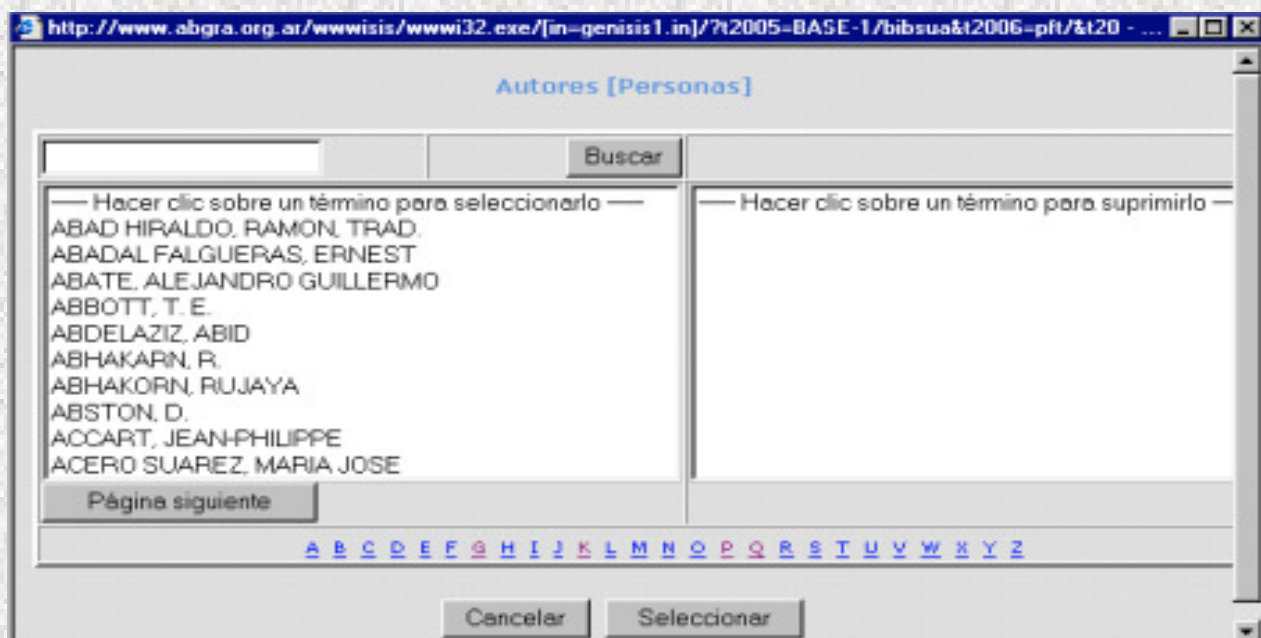 http://www.abgra.org.ar/wwwisis/wwwi32.exe/[in=genisis1.in]/?t2005=BASE-1/bibsua&t2006=pft/&t20 - ...
Autores [Personas]
Buscar
── Hacer clic sobre un término para seleccionarlo ──
── Hacer clic sobre un término para suprimirlo ─
ABAD HIRALDO, RAMON, TRAD.
ABADAL FALGUERAS, ERNEST
ABATE, ALEJANDRO GUILLERMO
ABBOTT, T. E.
ABDELAZIZ, ABID
ABHAKARN, R.
ABHAKORN, RUJAYA
ABSTON, D.
ACCART, JEAN-PHILIPPE
ACERO SUAREZ, MARIA JOSE
Página siguiente
A B C D E F G H I J K L M N O P Q R S T U V W X Y Z
Cancelar Seleccionar